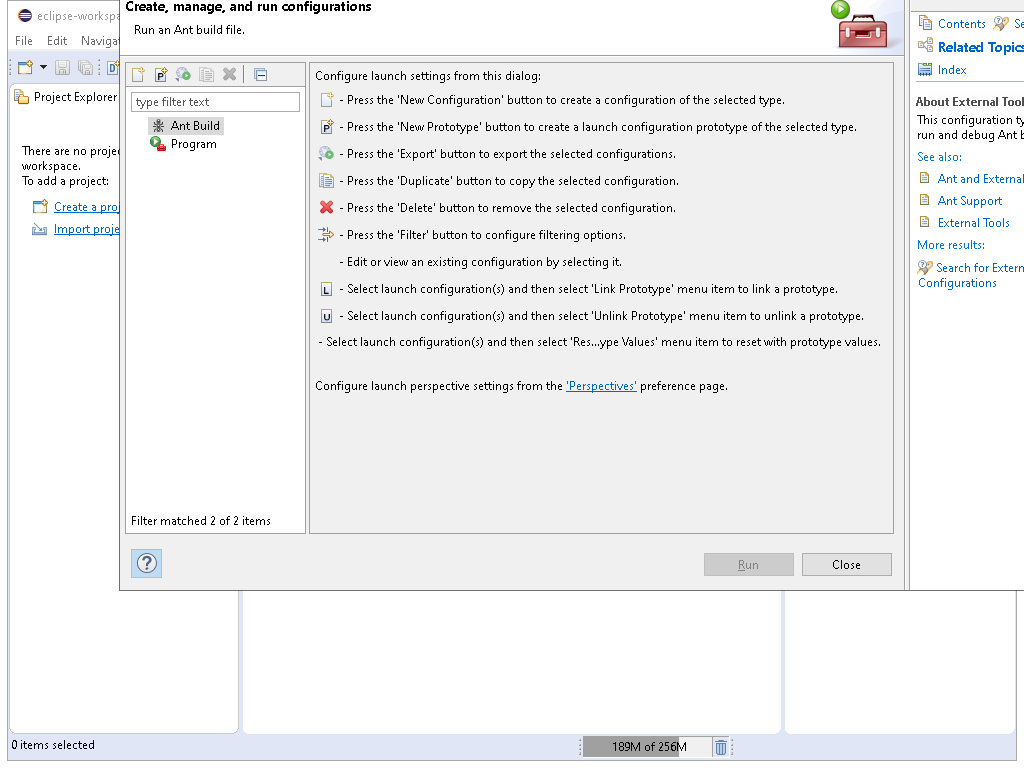 eclipse-workspa
File Edit Naviga
Project Explorer
There are no proje
workspace.
To add a project:
Create a proj
Import proje
0 items selected
Create, manage, and run configurations
Run an Ant build file.
type filter text
Ant Build
Program
Filter matched 2 of 2 items
Configure launch settings from this dialog:
- Press the 'New Configuration' button to create a configuration of the selected type.
P - Press the 'New Prototype' button to create a launch configuration prototype of the selected type.
- Press the 'Export' button to export the selected configurations.
- Press the 'Duplicate' button to copy the selected configuration.
- Press the 'Delete' button to remove the selected configuration.
- Press the 'Filter' button to configure filtering options.
- Edit or view an existing configuration by selecting it.
L - Select launch configuration(s) and then select 'Link Prototype' menu item to link a prototype.
U - Select launch configuration(s) and then select 'Unlink Prototype' menu item to unlink a prototype.
- Select launch configuration(s) and then select 'Res...ype Values' menu item to reset with prototype values.
Configure launch perspective settings from the 'Perspectives' preference page.
Run Close
189M of 256M
Contents Se
Related Topics
Index
About External Tool
This configuration ty
run and debug Ant b
See also:
Ant and External
Ant Support
External Tools
More results:
Search for Extern
Configurations